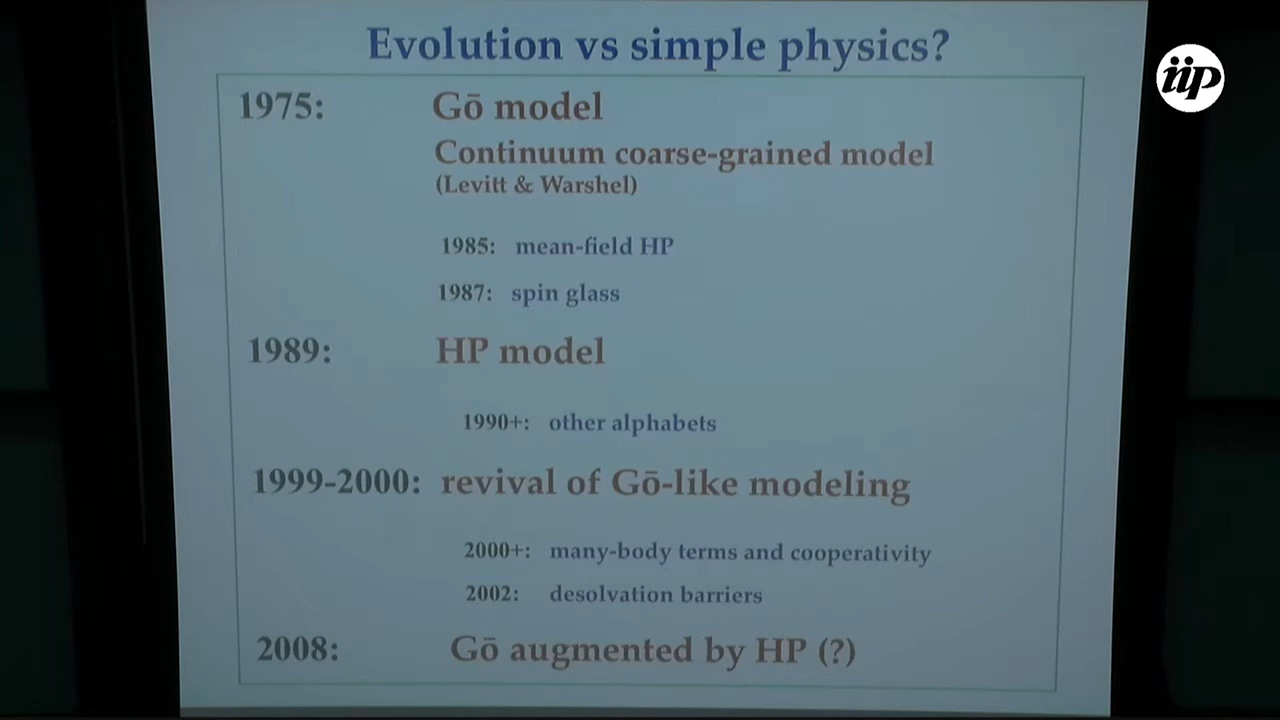 Evolution vs simple physics?
1975: Gō model
Continuum coarse-grained model
(Levitt & Warshel)
1985: mean-field HP
1987: spin glass
1989: HP model
1990+: other alphabets
1999-2000: revival of Gō-like modeling
2000+: many-body terms and cooperativity
2002: desolvation barriers
2008: Gō augmented by HP (?)
iip